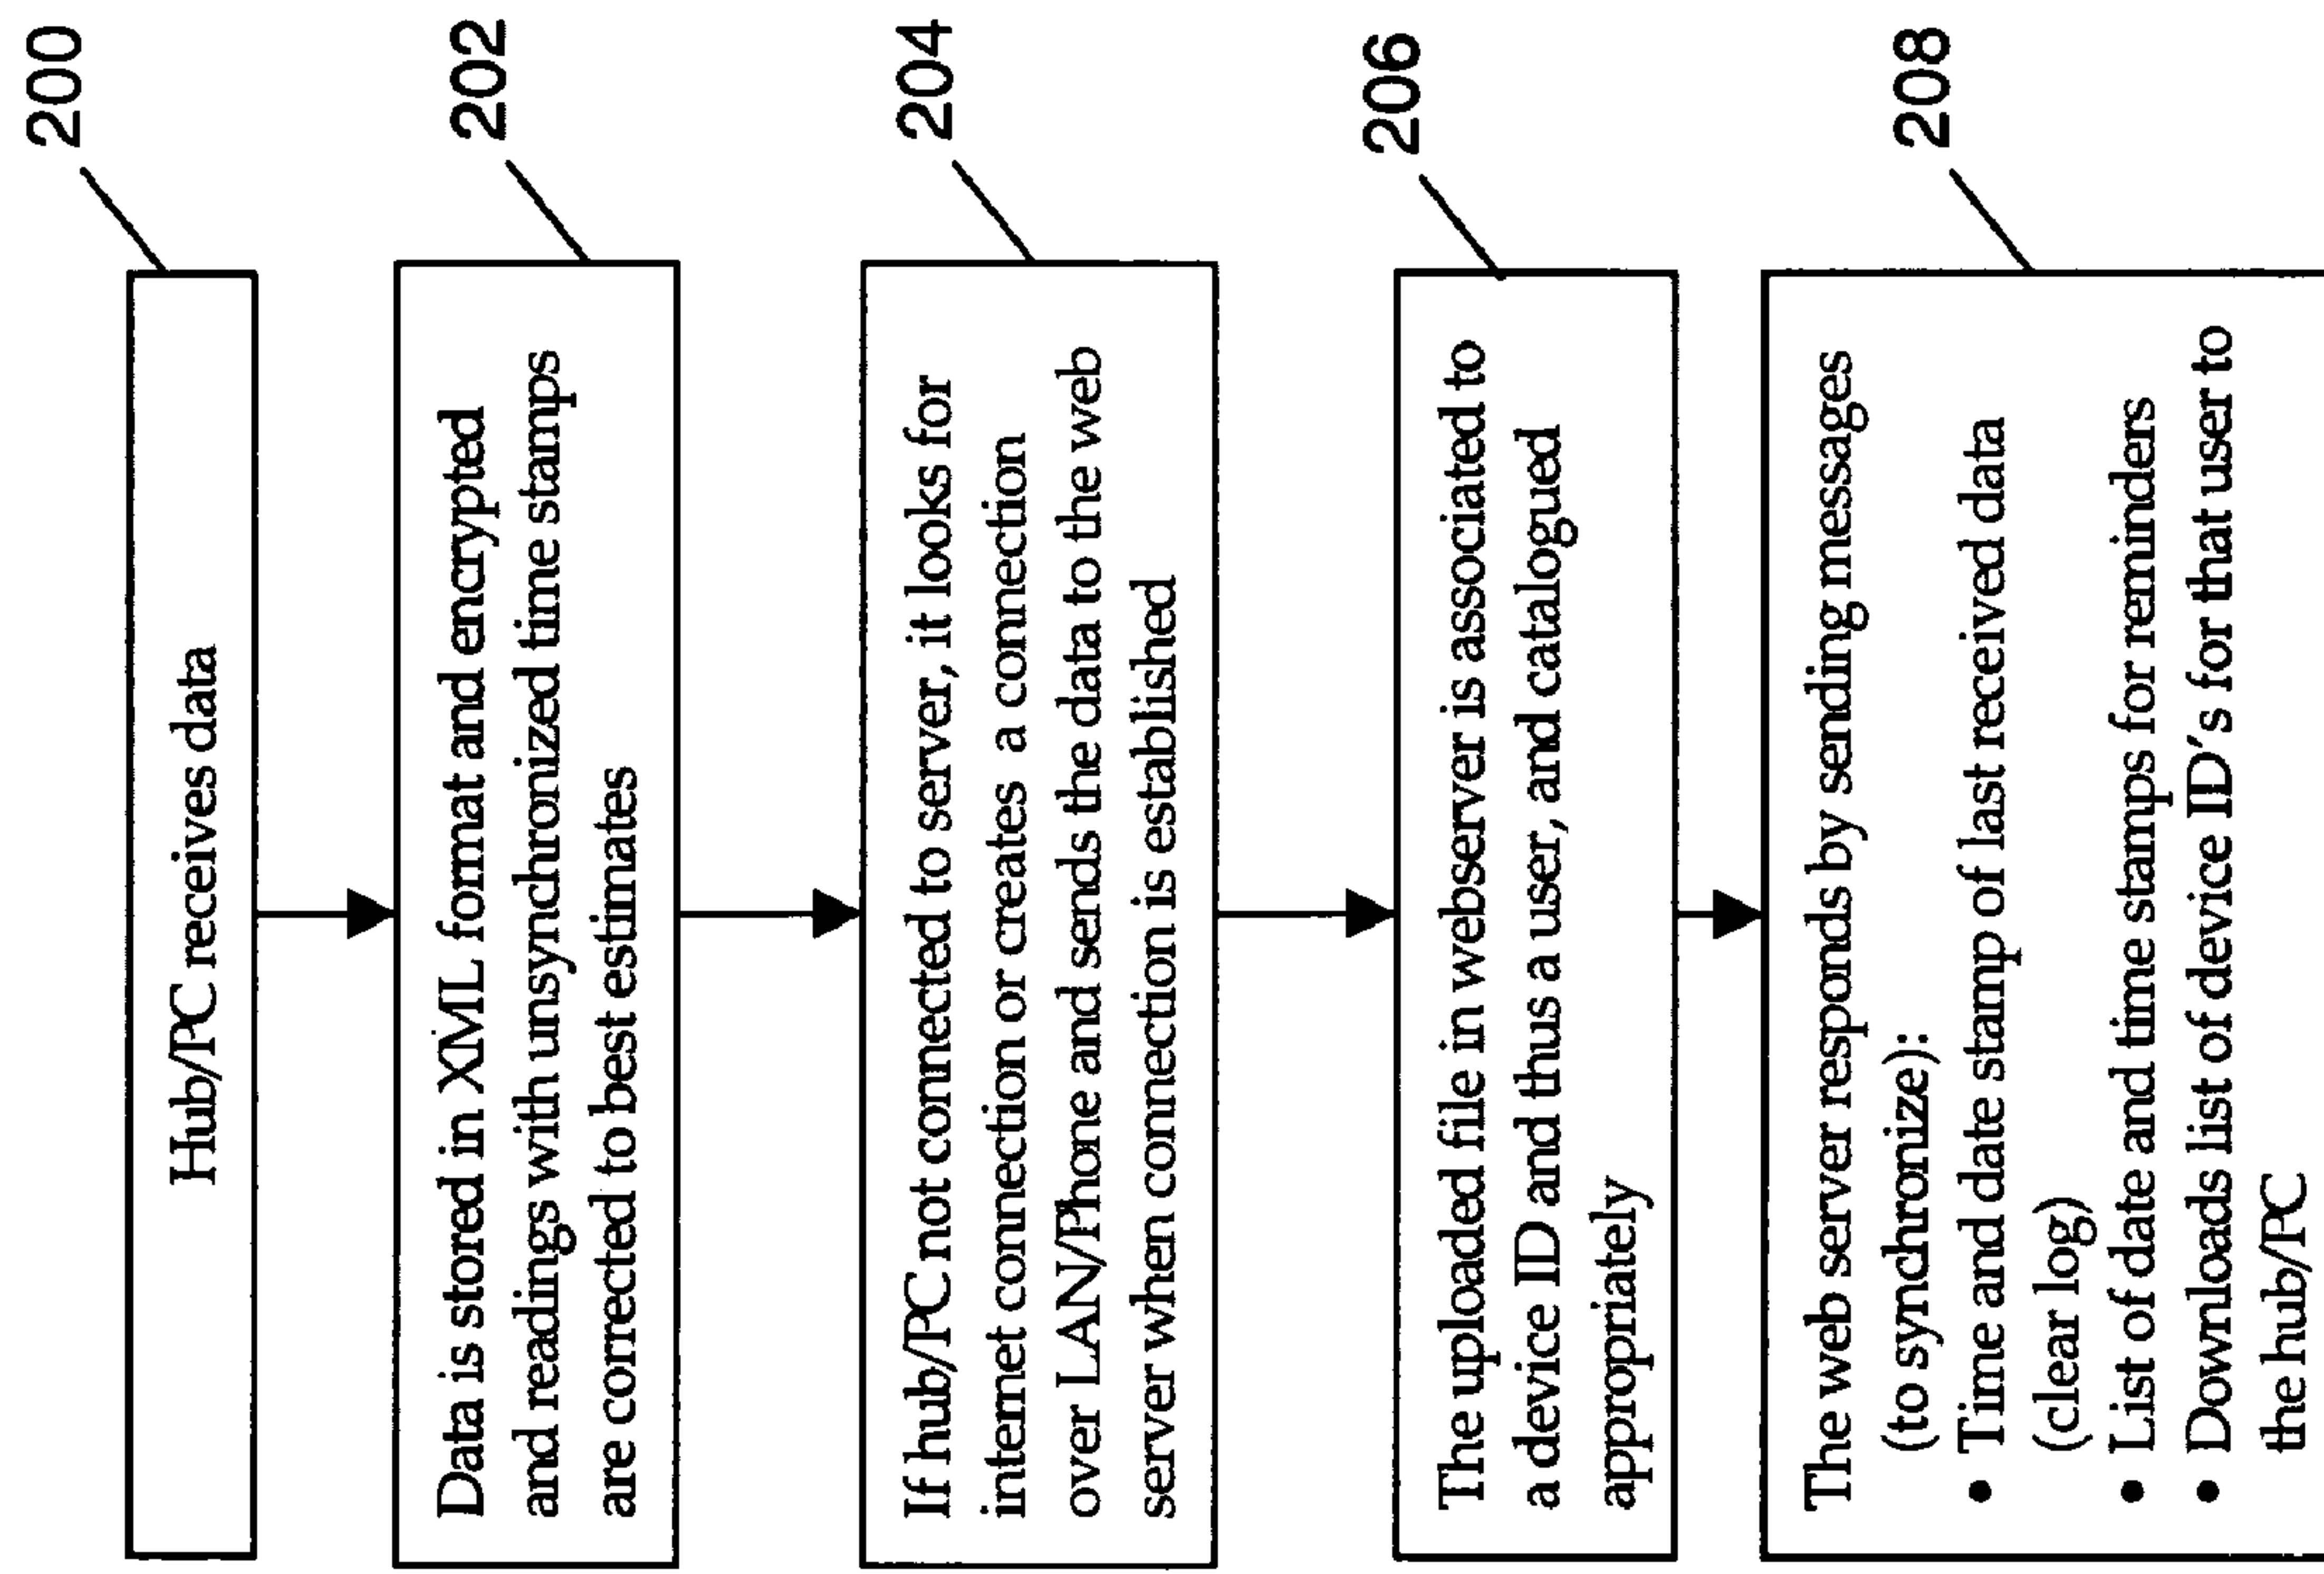 200
Hub/PC receives data
202
Data is stored in XML format and encrypted
and readings with unsynchronized time stamps
are corrected to best estimates
204
If hub/PC not connected to server, it looks for
internet connection or creates a connection
over LAN/Phone and sends the data to the web
server when connection is established
206
The uploaded file in webserver is associated to
a device ID and thus a user, and catalogued
appropriately
208
The web server responds by sending messages
(to synchronize):
• Time and date stamp of last received data
(clear log)
• List of date and time stamps for reminders
• Downloads list of device ID's for that user to
the hub/PC